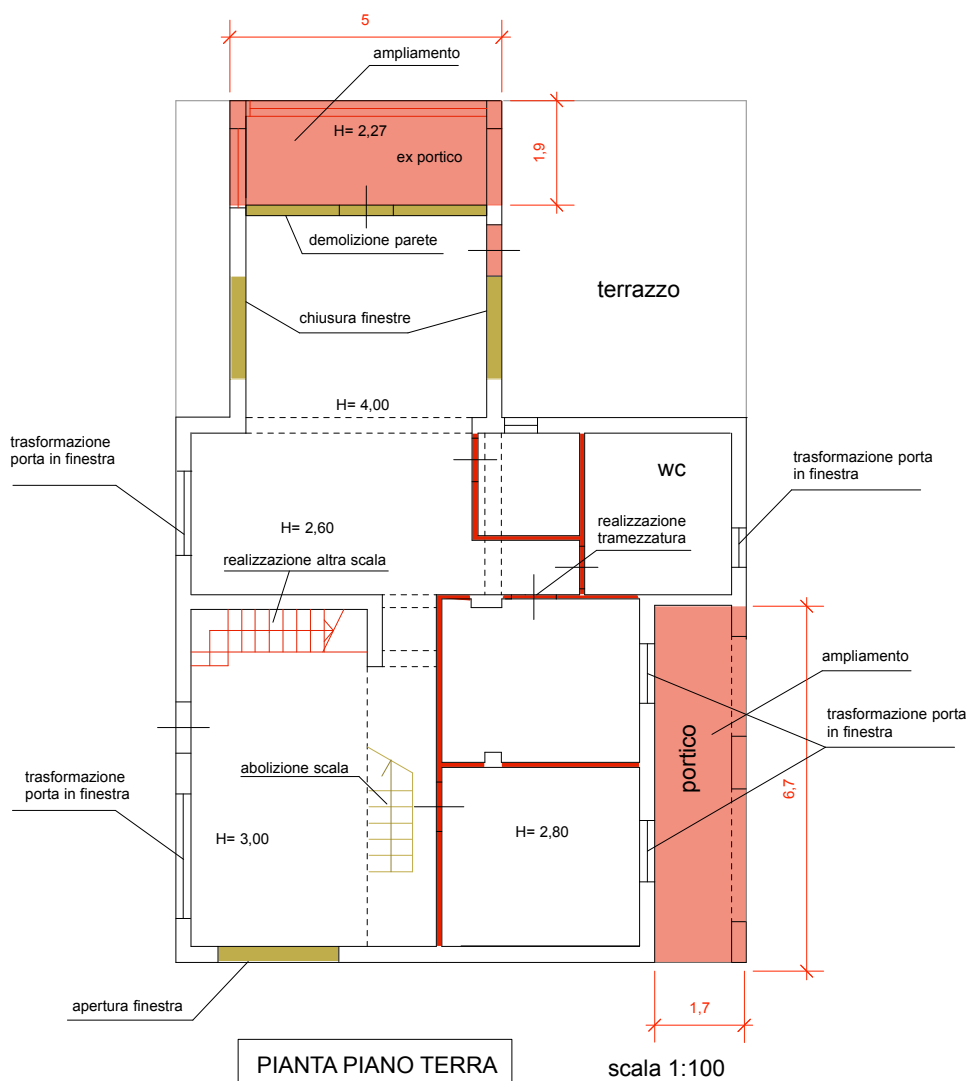 5
ampliamento
H= 2,27
ex portico
1,9
demolizione parete
terrazzo
chiusura finestre
H= 4,00
trasformazione
porta in finestra
wc
trasformazione porta
in finestra
H= 2,60
realizzazione
tramezzatura
realizzazione altra scala
ampliamento
trasformazione porta
in finestra
portico
abolizione scala
trasformazione
porta in finestra
6,7
H= 3,00
H= 2,80
apertura finestra
1,7
PIANTA PIANO TERRA
scala 1:100